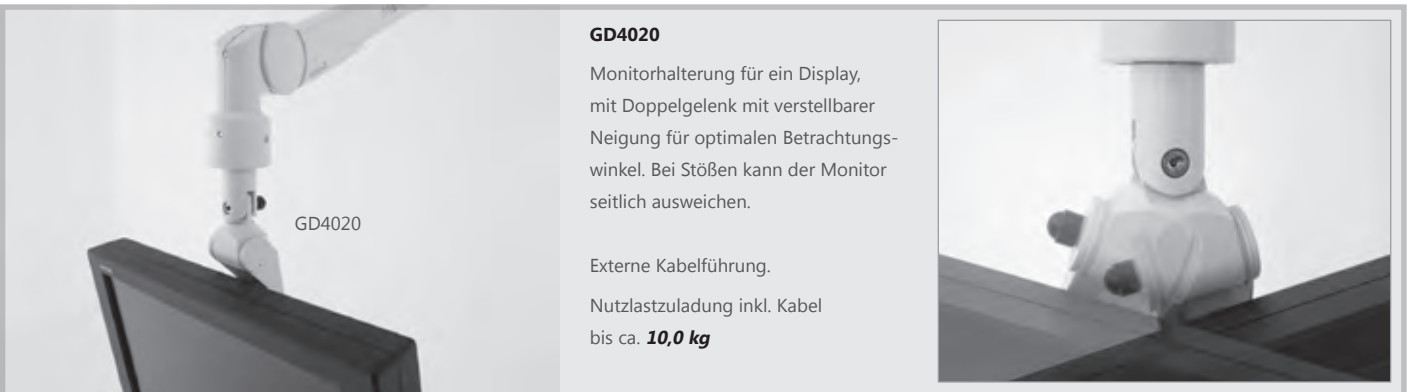 GD4020
Monitorhalterung für ein Display,
mit Doppelgelenk mit verstellbarer
Neigung für optimalen Betrachtungs-
winkel. Bei Stößen kann der Monitor
seitlich ausweichen.
Externe Kabelführung.
Nutzlastzuladung inkl. Kabel
bis ca. 10,0 kg
GD4020